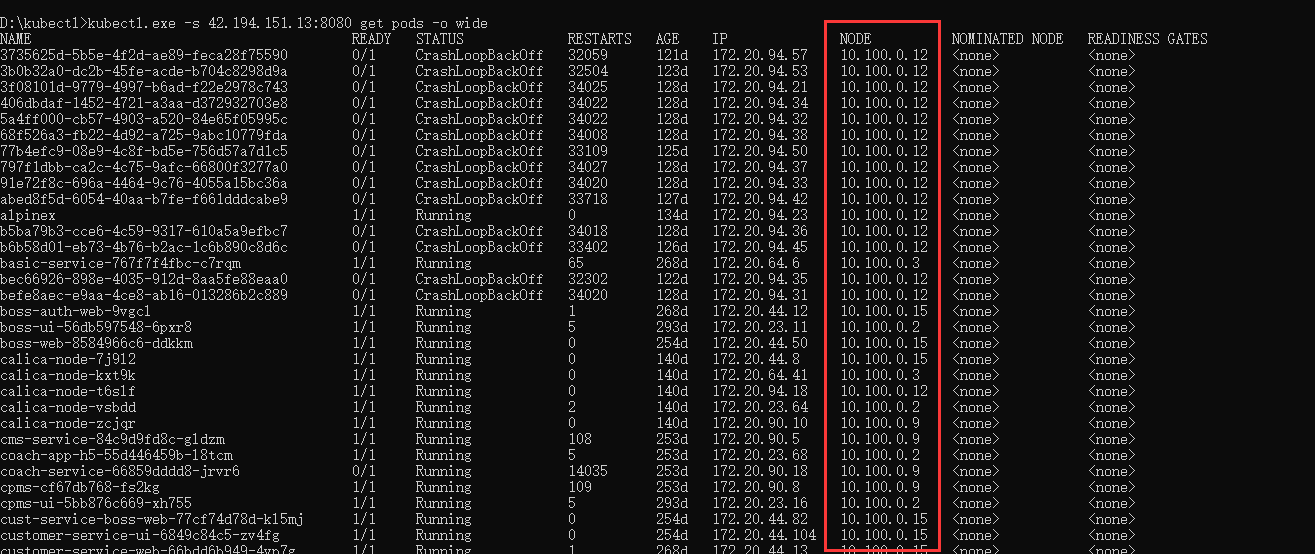 D:\kubectl>kubectl.exe -s 42.194.151.13:8080 get pods -o wide
NAME READY STATUS RESTARTS AGE IP NODE NOMINATED NODE READINESS GATES
3735625d-5b5e-4f2d-ae89-feca28f75590 0/1 CrashLoopBackOff 32059 121d 172.20.94.57 10.100.0.12 <none> <none>
3b0b32a0-dc2b-45fe-acde-b704c8298d9a 0/1 CrashLoopBackOff 32504 123d 172.20.94.53 10.100.0.12 <none> <none>
3f08101d-9779-4997-b6ad-f22e2978c743 0/1 CrashLoopBackOff 34025 128d 172.20.94.21 10.100.0.12 <none> <none>
406dbdaf-1452-4721-a3aa-d372932703e8 0/1 CrashLoopBackOff 34022 128d 172.20.94.34 10.100.0.12 <none> <none>
5a4ff000-cb57-4903-a520-84e65f05995c 0/1 CrashLoopBackOff 34022 128d 172.20.94.32 10.100.0.12 <none> <none>
68f526a3-fb22-4d92-a725-9abc10779fda 0/1 CrashLoopBackOff 34008 128d 172.20.94.38 10.100.0.12 <none> <none>
77b4efc9-08e9-4c8f-bd5e-756d57a7d1c5 0/1 CrashLoopBackOff 33109 125d 172.20.94.50 10.100.0.12 <none> <none>
797f1dbb-ca2c-4c75-9afc-66800f3277a0 0/1 CrashLoopBackOff 34027 128d 172.20.94.37 10.100.0.12 <none> <none>
91e72f8c-696a-4464-9c76-4055a15bc36a 0/1 CrashLoopBackOff 34020 128d 172.20.94.33 10.100.0.12 <none> <none>
abed8f5d-6054-40aa-b7fe-f661dddcabe9 0/1 CrashLoopBackOff 33718 127d 172.20.94.42 10.100.0.12 <none> <none>
alpinex 1/1 Running 0 134d 172.20.94.23 10.100.0.12 <none> <none>
b5ba79b3-cce6-4c59-9317-610a5a9efbc7 0/1 CrashLoopBackOff 34018 128d 172.20.94.36 10.100.0.12 <none> <none>
b6b58d01-eb73-4b76-b2ac-1c6b890c8d6c 0/1 CrashLoopBackOff 33402 126d 172.20.94.45 10.100.0.12 <none> <none>
basic-service-767f7f4fbc-c7rqm 1/1 Running 65 268d 172.20.64.6 10.100.0.3 <none> <none>
bec66926-898e-4035-912d-8aa5fe88eaa0 0/1 CrashLoopBackOff 32302 122d 172.20.94.35 10.100.0.12 <none> <none>
befe8aec-e9aa-4ce8-ab16-013286b2c889 0/1 CrashLoopBackOff 34020 128d 172.20.94.31 10.100.0.12 <none> <none>
boss-auth-web-9vgcl 1/1 Running 1 268d 172.20.44.12 10.100.0.15 <none> <none>
boss-ui-56db597548-6pxr8 1/1 Running 5 293d 172.20.23.11 10.100.0.2 <none> <none>
boss-web-8584966c6-ddkkm 1/1 Running 0 254d 172.20.44.50 10.100.0.15 <none> <none>
calica-node-7j912 1/1 Running 0 140d 172.20.44.8 10.100.0.15 <none> <none>
calica-node-kxt9k 1/1 Running 0 140d 172.20.64.41 10.100.0.3 <none> <none>
calica-node-t6slf 1/1 Running 0 140d 172.20.94.18 10.100.0.12 <none> <none>
calica-node-vsbdd 1/1 Running 2 140d 172.20.23.64 10.100.0.2 <none> <none>
calica-node-zcjqr 1/1 Running 0 140d 172.20.90.10 10.100.0.9 <none> <none>
cms-service-84c9d9fd8c-gldzm 1/1 Running 108 253d 172.20.90.5 10.100.0.9 <none> <none>
coach-app-h5-55d446459b-18tcm 1/1 Running 5 253d 172.20.23.68 10.100.0.2 <none> <none>
coach-service-66859dddd8-jrvr6 0/1 Running 14035 253d 172.20.90.18 10.100.0.9 <none> <none>
cpms-cf67db768-fs2kg 1/1 Running 109 253d 172.20.90.8 10.100.0.9 <none> <none>
cpms-ui-5bb876c669-xh755 1/1 Running 5 293d 172.20.23.16 10.100.0.2 <none> <none>
cust-service-boss-web-77cf74d78d-k15mj 1/1 Running 0 254d 172.20.44.82 10.100.0.15 <none> <none>
customer-service-ui-6849c84c5-zv4fg 1/1 Running 0 254d 172.20.44.104 10.100.0.15 <none> <none>
customer-service-web-66bdd6b949-4vp7g 1/1 Running 1 268d 172.20.44.13 10.100.0.15 <none> <none>